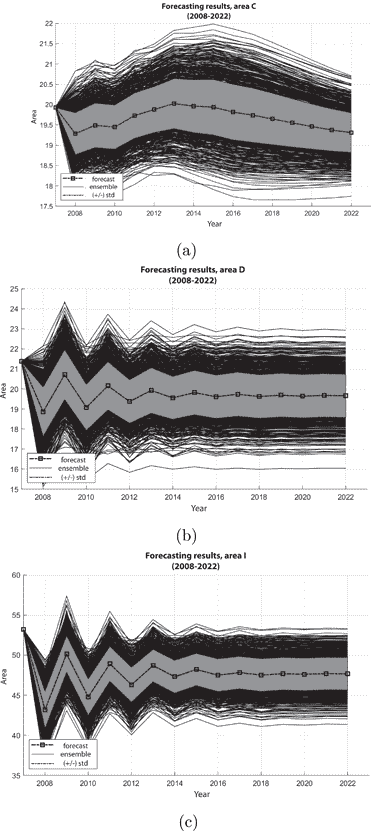 Forecasting results, area C
(2008-2022)
22
21.5
21
20.5
20
19.5
19
18.5
18
17.5
Area
forecast
ensemble
(+/-) std
2008 2010 2012 2014 2016 2018 2020 2022
Year
(a)
Forecasting results, area D
(2008-2022)
25
24
23
22
21
20
19
18
17
16
15
Area
forecast
ensemble
(+/-) std
2008 2010 2012 2014 2016 2018 2020 2022
Year
(b)
Forecasting results, area I
(2008-2022)
60
55
50
45
40
35
Area
forecast
ensemble
(+/-) std
2008 2010 2012 2014 2016 2018 2020 2022
Year
(c)